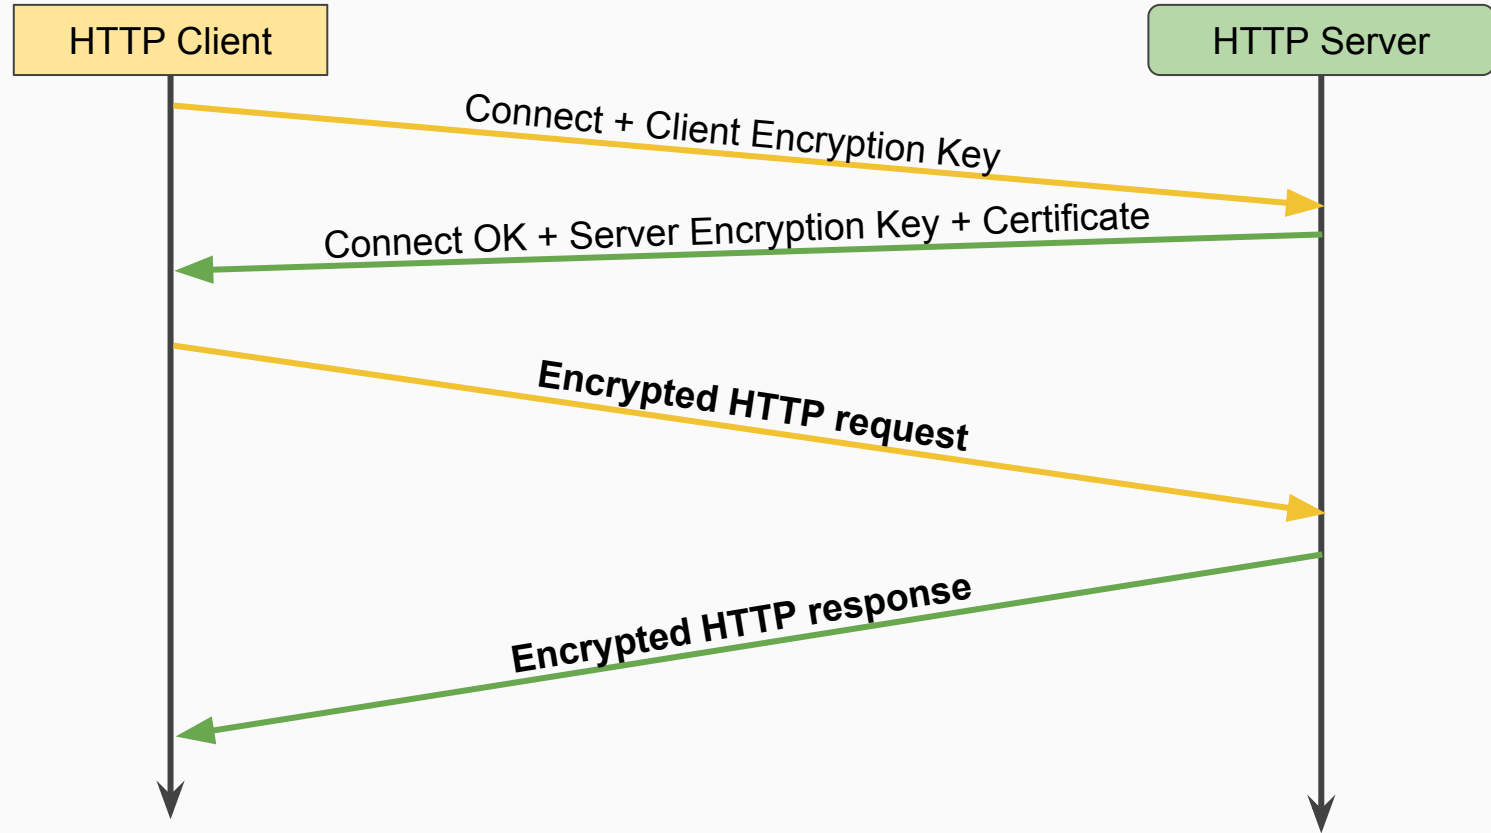 HTTP Client
HTTP Server
Connect + Client Encryption Key
Connect OK + Server Encryption Key + Certificate
Encrypted HTTP request
Encrypted HTTP response